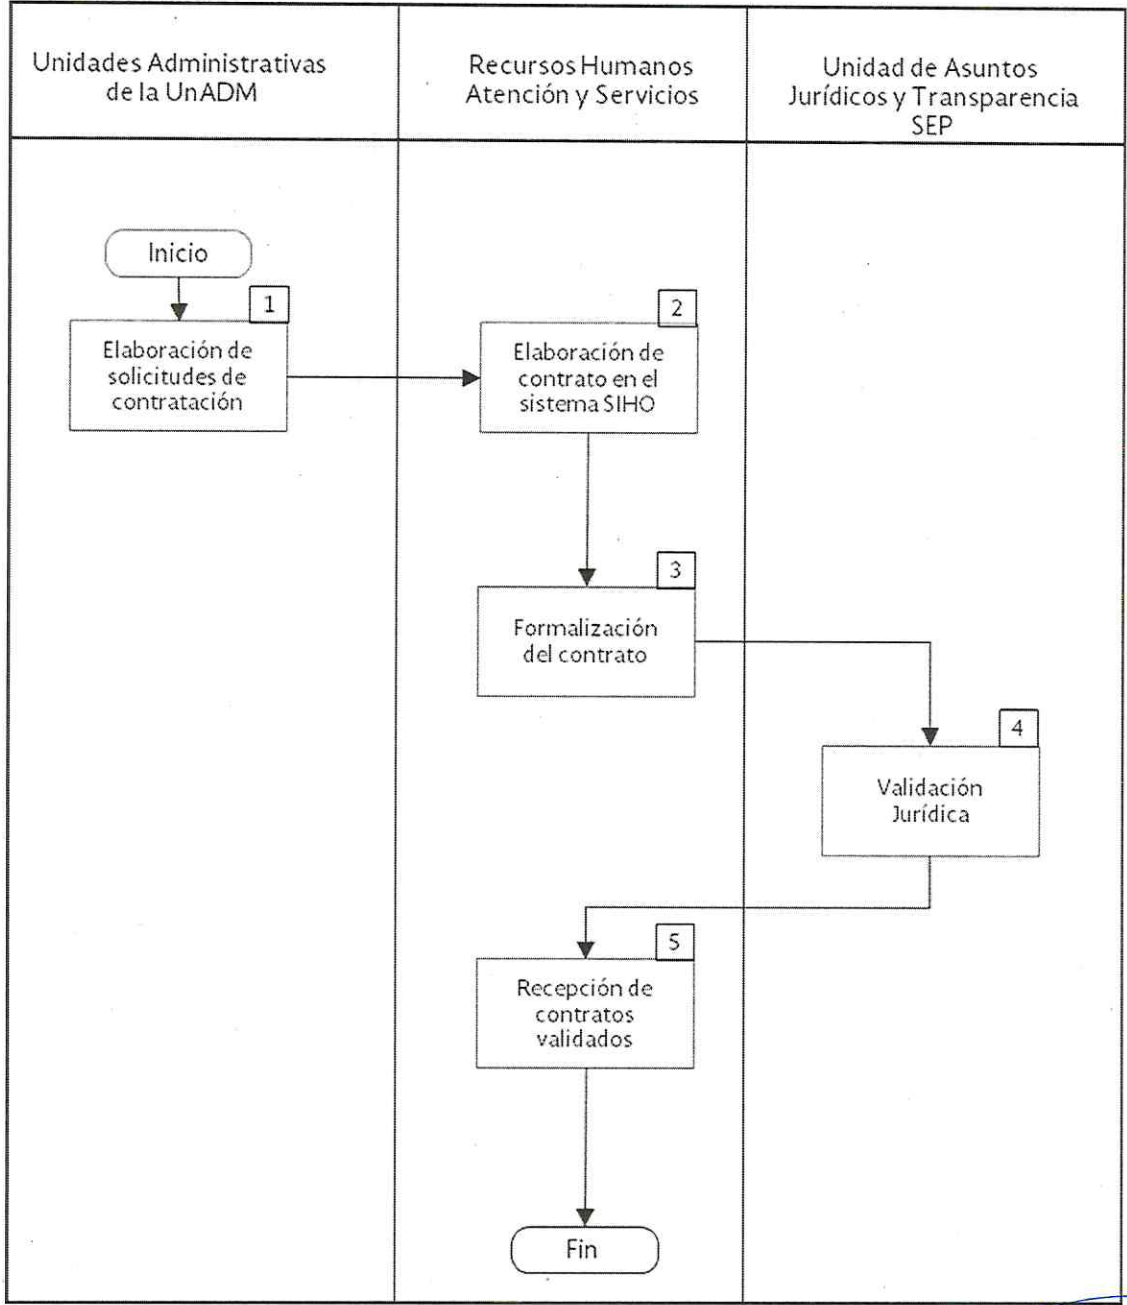 Unidades Administrativas
de la UnADM
Recursos Humanos
Atención y Servicios
Unidad de Asuntos
Jurídicos y Transparencia
SEP
Inicio
1
Elaboración de
solicitudes de
contratación
2
Elaboración de
contrato en el
sistema SIHO
3
Formalización
del contrato
4
Validación
Jurídica
5
Recepción de
contratos
validados
Fin